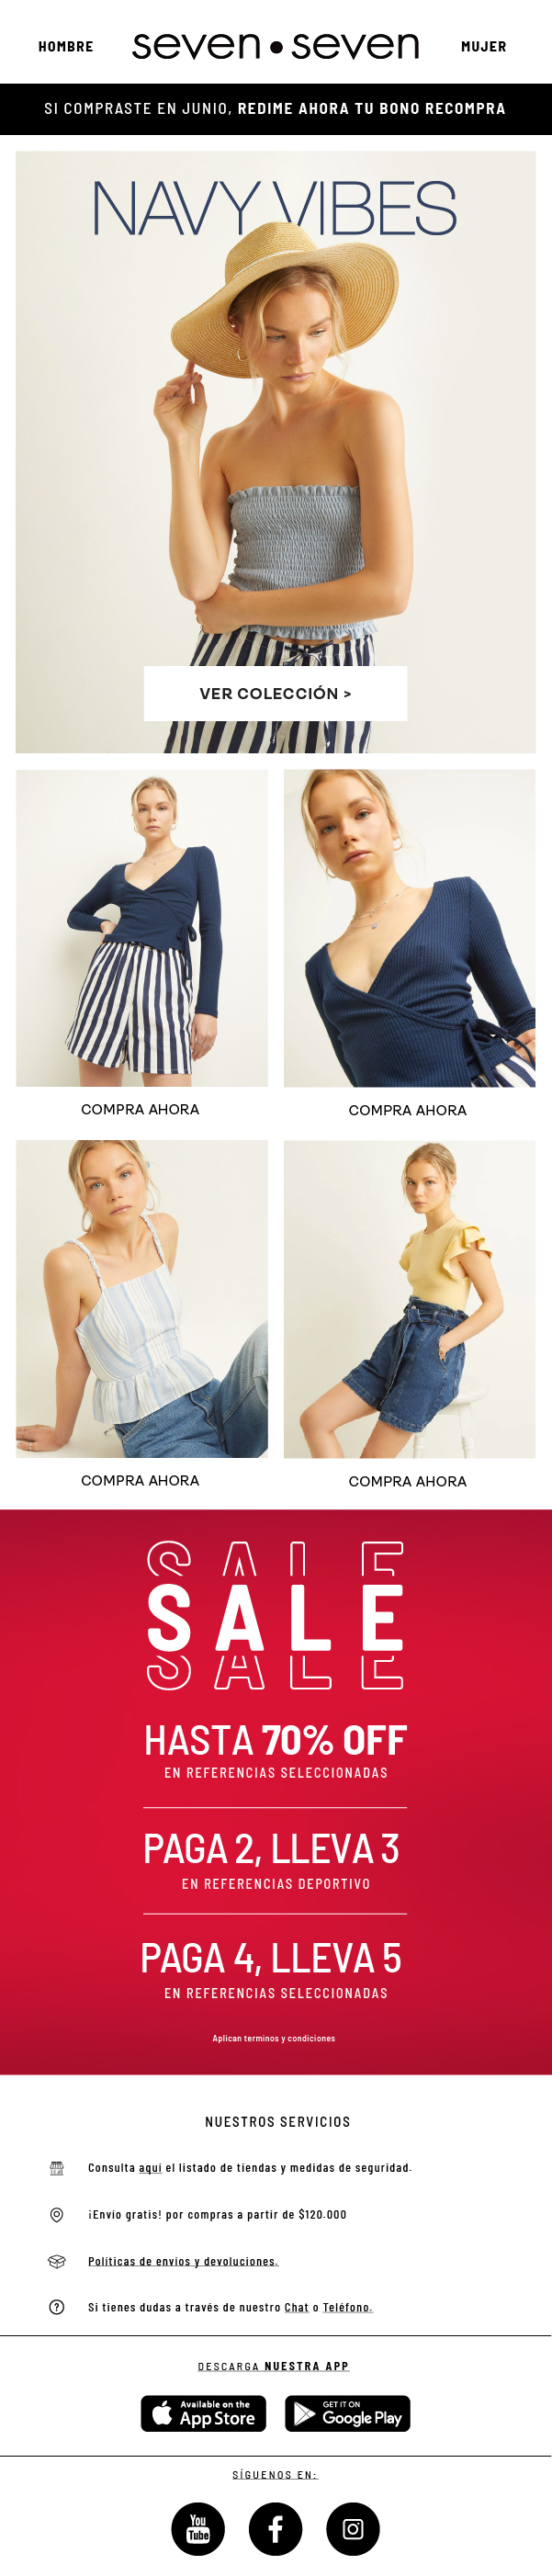 HOMBRE
seven•seven
MUJER
SI COMPRASTE EN JUNIO, REDIME AHORA TU BONO RECOMPRA
NAVY VIBES
VER COLECCIÓN >
COMPRA AHORA
COMPRA AHORA
COMPRA AHORA
COMPRA AHORA
SALE
SALE
SALE
HASTA 70% OFF
EN REFERENCIAS SELECCIONADAS
PAGA 2, LLEVA 3
EN REFERENCIAS DEPORTIVO
PAGA 4, LLEVA 5
EN REFERENCIAS SELECCIONADAS
Aplican terminos y condiciones
NUESTROS SERVICIOS
Consulta aquí el listado de tiendas y medidas de seguridad.
¡Envío gratis! por compras a partir de $120.000
Políticas de envíos y devoluciones.
Si tienes dudas a través de nuestro Chat o Teléfono.
DESCARGA NUESTRA APP
Available on the
App Store
GET IT ON
Google Play
SÍGUENOS EN:
You
Tube